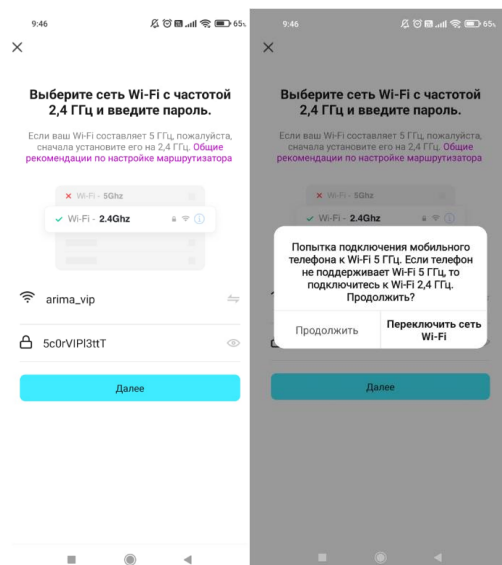 9:46
65
Выберите сеть Wi-Fi с частотой
2,4 ГГц и введите пароль.
Если ваш Wi-Fi составляет 5 ГГц, пожалуйста,
сначала установите его на 2,4 ГГц. Общие
рекомендации по настройке маршрутизатора
Wi-Fi - 5Ghz
Wi-Fi - 2.4Ghz
arima_vip
5c0rVIPl3ttT
Далее
9:46
65
Выберите сеть Wi-Fi с частотой
2,4 ГГц и введите пароль.
Если ваш Wi-Fi составляет 5 ГГц, пожалуйста,
сначала установите его на 2,4 ГГц. Общие
рекомендации по настройке маршрутизатора
Wi-Fi - 5Ghz
Wi-Fi - 2.4Ghz
Попытка подключения мобильного
телефона к Wi-Fi 5 ГГц. Если телефон
не поддерживает Wi-Fi 5 ГГц, то
подключитесь к Wi-Fi 2,4 ГГц.
Продолжить?
Продолжить
Переключить сеть
Wi-Fi
Далее